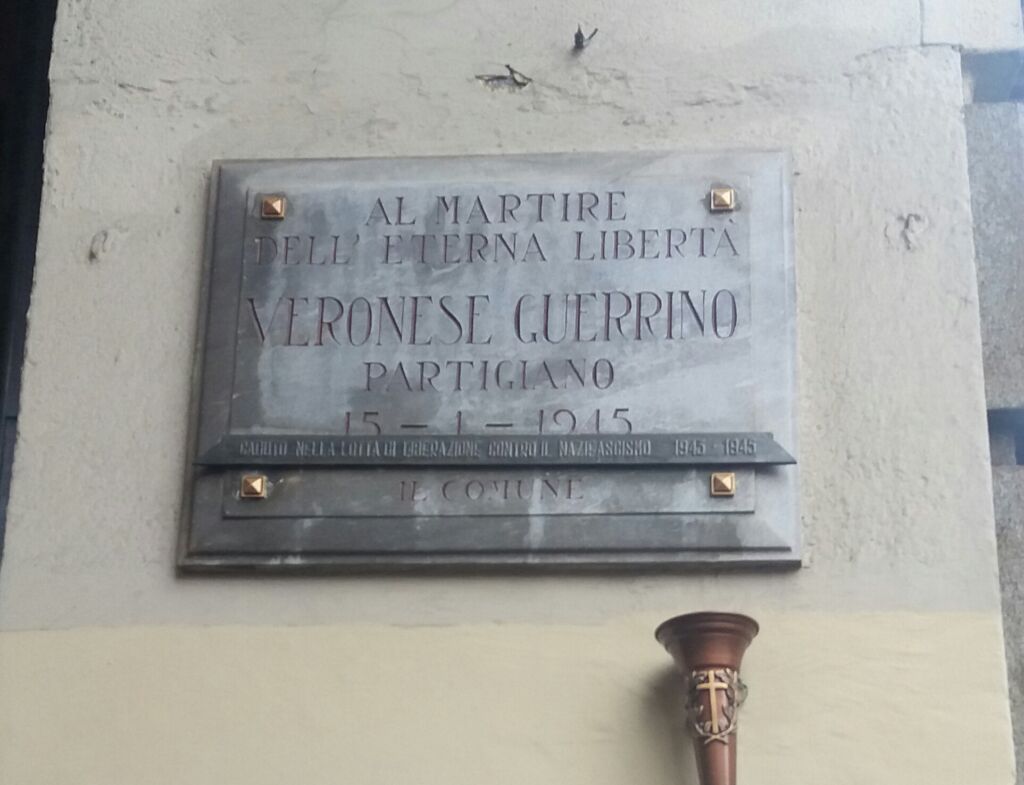 AL MARTIRE
DELL' ETERNA LIBERTÀ
VERONESE GUERRINO
PARTIGIANO
15 - 1 - 1945
CADUTO NELLA LOTTA DI LIBERAZIONE CONTRO IL NAZIFASCISMO 1943-1945
IL COMUNE